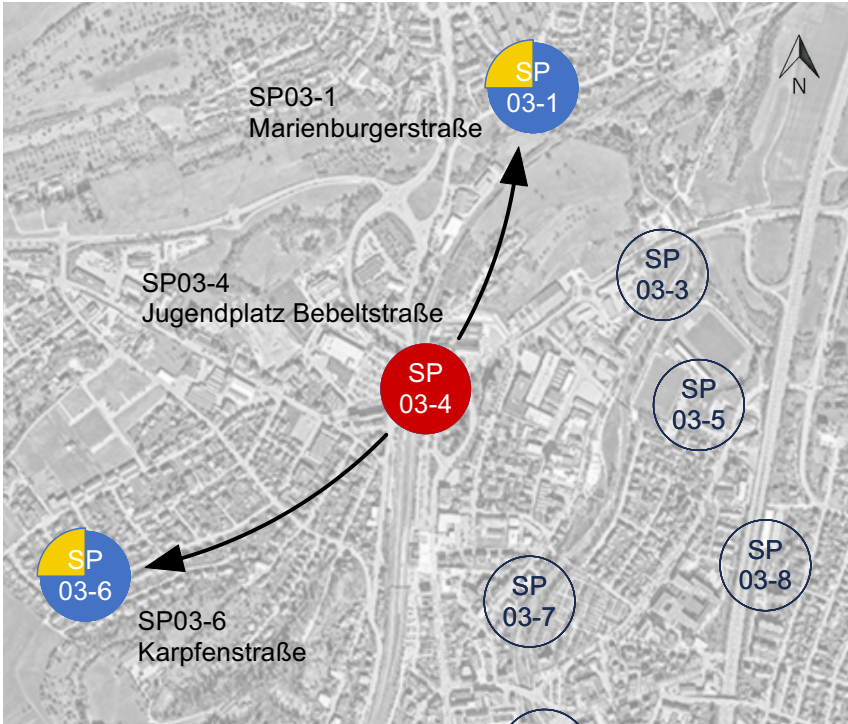 SP
03-1
SP03-1
Marienburgerstraße
N
SP
03-3
SP03-4
Jugendplatz Bebeltstraße
SP
03-4
SP
03-5
SP
03-6
SP03-6
Karpfenstraße
SP
03-7
SP
03-8